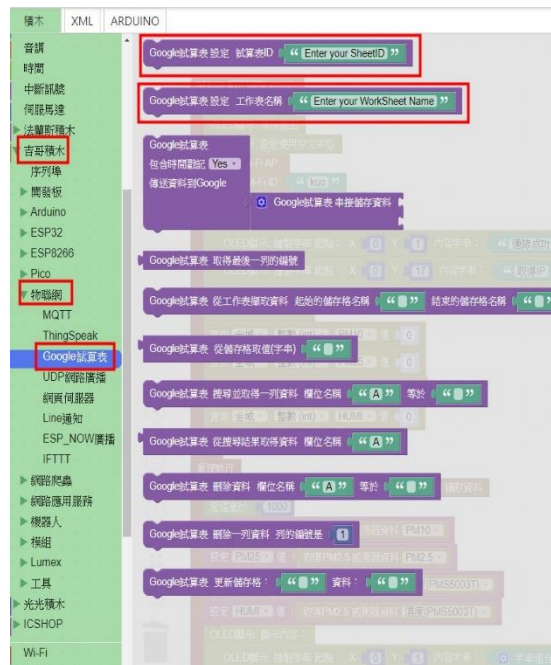 積木 XML ARDUINO
音調
時間
中斷訊號
伺服馬達
法蘭斯積木
吉哥積木
序列埠
開發板
Arduino
ESP32
ESP8266
Pico
物聯網
MQTT
ThingSpeak
Google試算表
UDP網路廣播
網頁伺服器
Line通知
ESP_NOW廣播
IFTTT
網路爬蟲
網路應用服務
機器人
模組
Lumex
工具
光光積木
ICSHOP
Wi-Fi
Google試算表 設定 試算表ID “ Enter your SheetID ”
Google試算表 設定 工作表名稱 “ Enter your WorkSheet Name ”
Google試算表
包含時間戳記 Yes
傳送資料到Google
Google試算表 串接儲存資料
Google試算表 取得最後一列的編號
Google試算表 從工作表擷取資料 起始的儲存格名稱 “ ” 結束的儲存格名稱 “ ”
Google試算表 從儲存格取值(字串) “ ”
Google試算表 搜尋並取得一列資料 欄位名稱 “ A ” 等於 “ ”
Google試算表 從搜尋結果取得資料 欄位名稱 “ A ”
Google試算表 刪除資料 欄位名稱 “ A ” 等於 “ ”
Google試算表 刪除一列資料 列的編號是 1
Google試算表 更新儲存格： “ ” 資料： “ ”